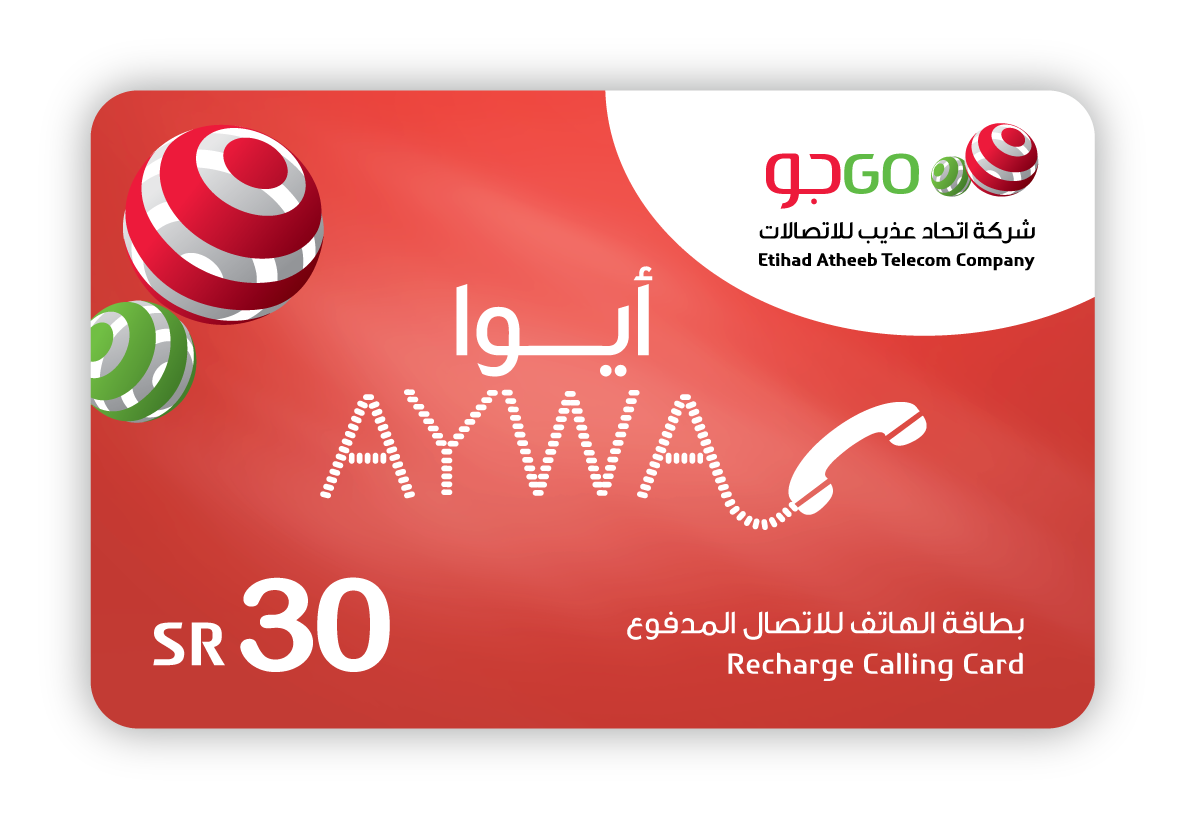 جو GO
شركة اتحاد عذيب للاتصالات
Etihad Atheeb Telecom Company
أيـوا
AYWA
SR 30
بطاقة الهاتف للاتصال المدفوع
Recharge Calling Card